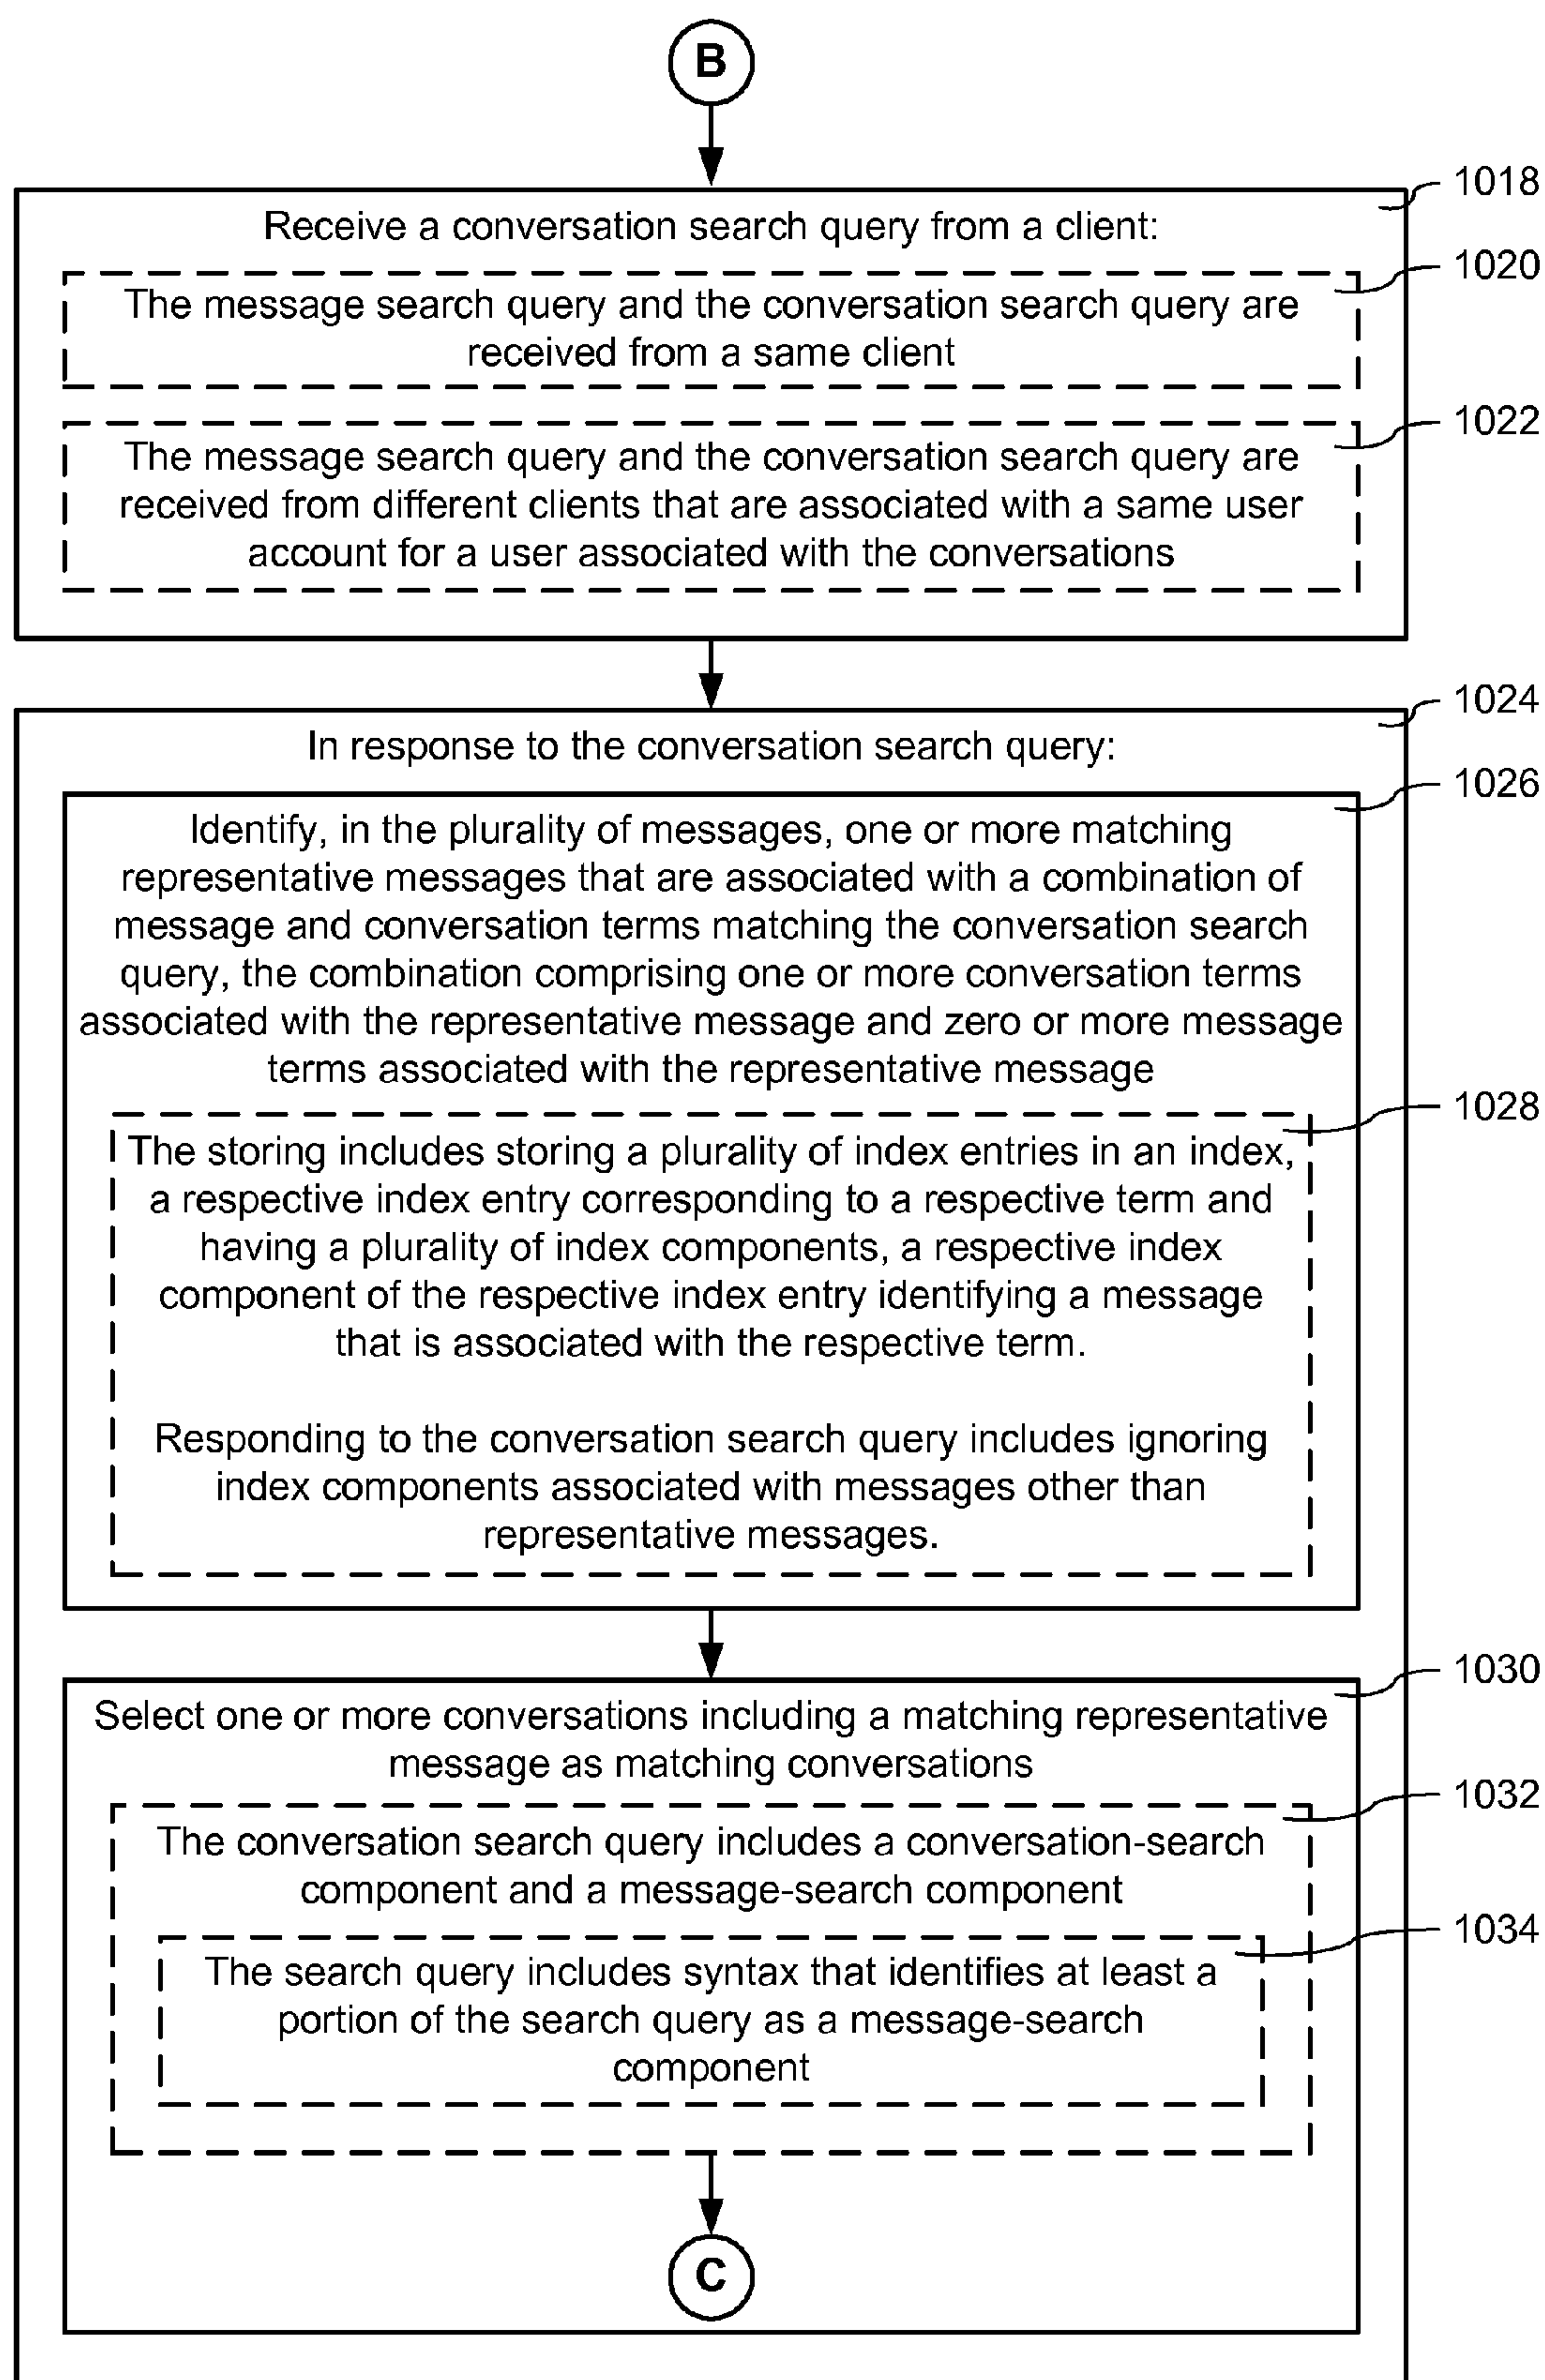 B
1018
Receive a conversation search query from a client:
1020
The message search query and the conversation search query are
received from a same client
1022
The message search query and the conversation search query are
received from different clients that are associated with a same user
account for a user associated with the conversations
1024
In response to the conversation search query:
1026
Identify, in the plurality of messages, one or more matching
representative messages that are associated with a combination of
message and conversation terms matching the conversation search
query, the combination comprising one or more conversation terms
associated with the representative message and zero or more message
terms associated with the representative message
1028
The storing includes storing a plurality of index entries in an index,
a respective index entry corresponding to a respective term and
having a plurality of index components, a respective index
component of the respective index entry identifying a message
that is associated with the respective term.
Responding to the conversation search query includes ignoring
index components associated with messages other than
representative messages.
1030
Select one or more conversations including a matching representative
message as matching conversations
1032
The conversation search query includes a conversation-search
component and a message-search component
1034
The search query includes syntax that identifies at least a
portion of the search query as a message-search
component
C